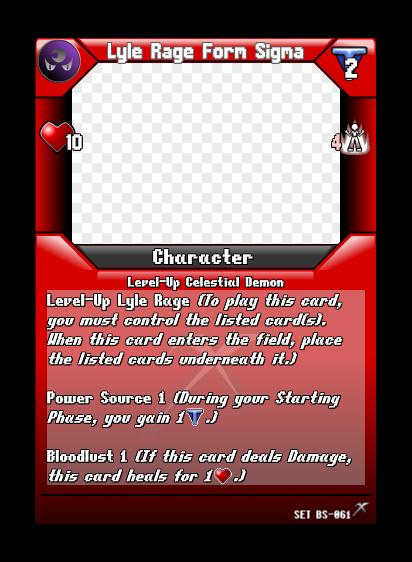 Lyle Rage Form Sigma
2
10
4
Character
Level-Up Celestial Demon
Level-Up Lyle Rage (To play this card,
you must control the listed card(s).
When this card enters the field, place
the listed cards underneath it.)
Power Source 1 (During your Starting
Phase, you gain 1 .)
Bloodlust 1 (If this card deals Damage,
this card heals for 1 .)
SET BS-061